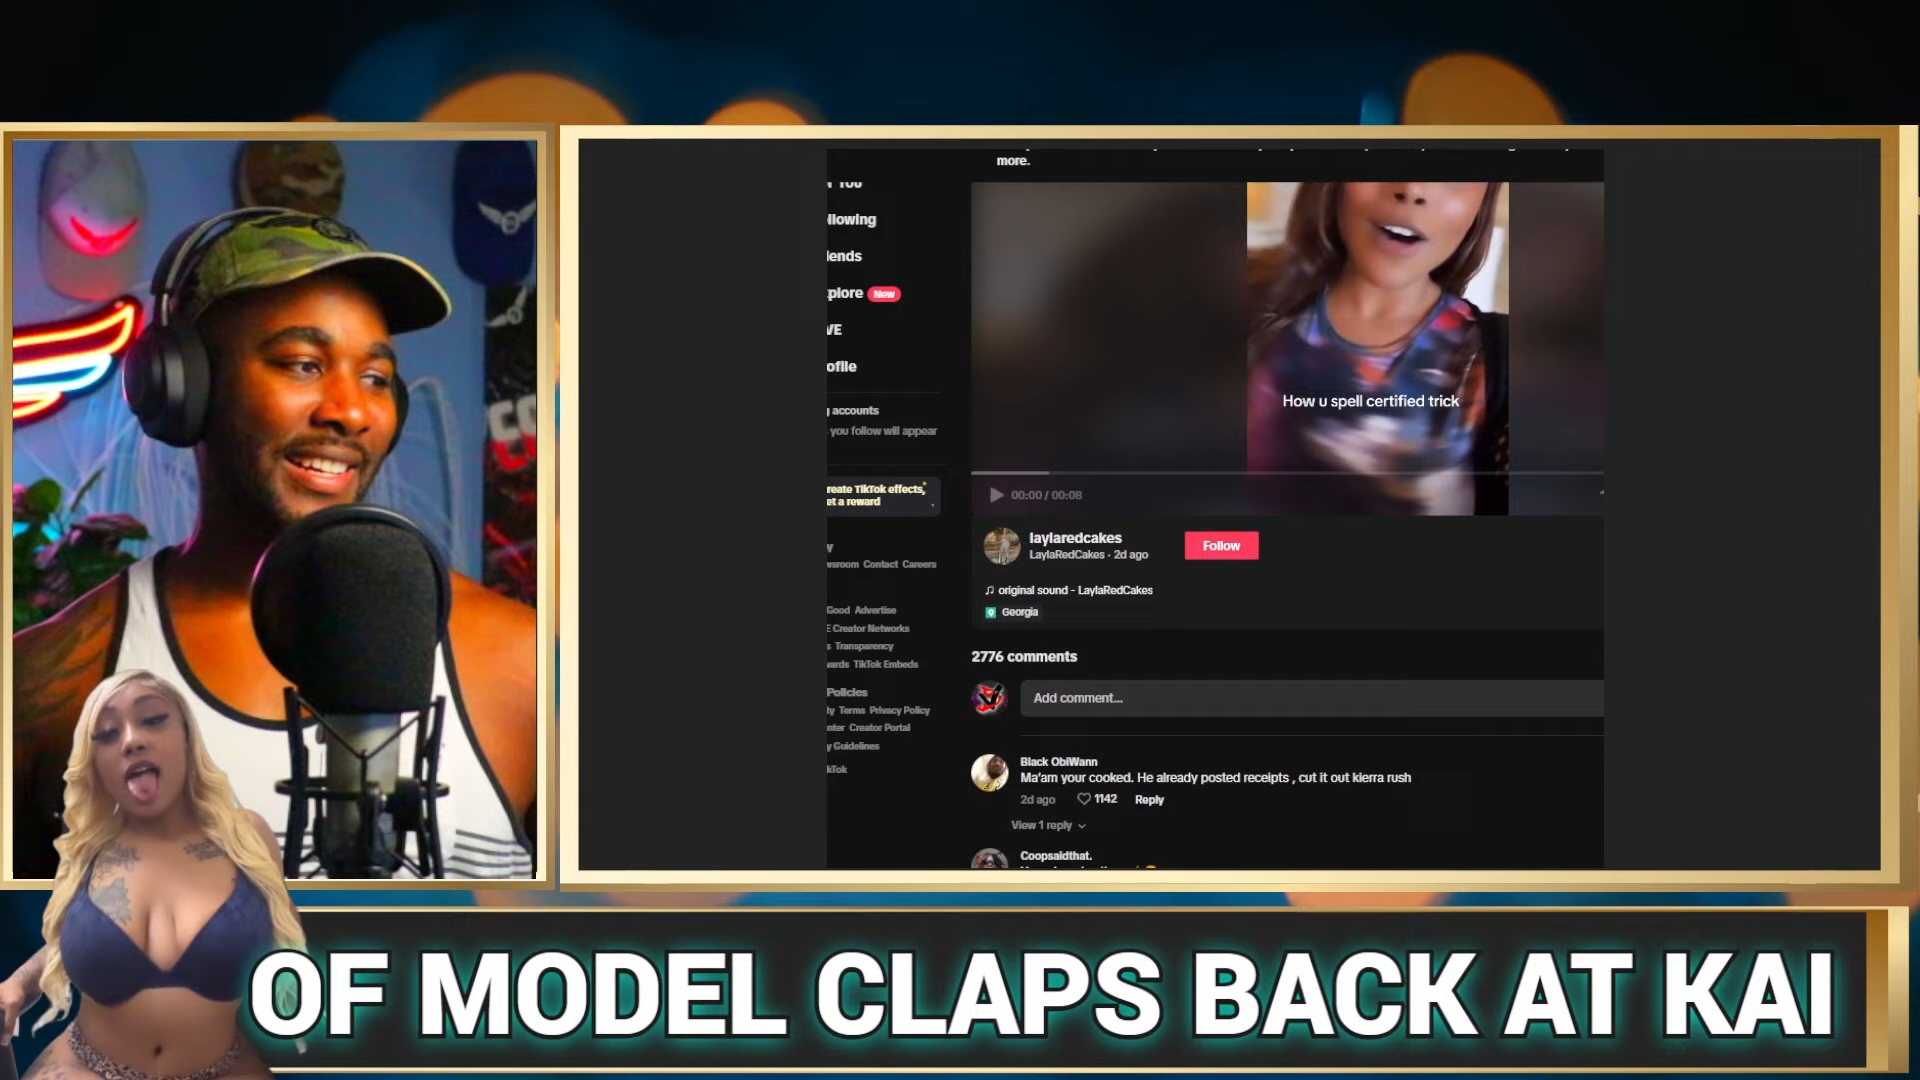 more.
r You
llowing
iends
xplore New
VE
ofile
g accounts
you follow will appear
reate TikTok effects,
et a reward
y
wsroom Contact Careers
Good Advertise
E Creator Networks
s Transparency
wards TikTok Embeds
Policies
ty Terms Privacy Policy
nter Creator Portal
y Guidelines
kTok
How u spell certified trick
00:00 / 00:08
laylaredcakes
LaylaRedCakes · 2d ago
Follow
original sound - LaylaRedCakes
Georgia
2776 comments
Add comment...
Black ObiWann
Ma'am your cooked. He already posted receipts , cut it out kierra rush
2d ago 1142 Reply
View 1 reply
Coopsaidthat.
OF MODEL CLAPS BACK AT KAI